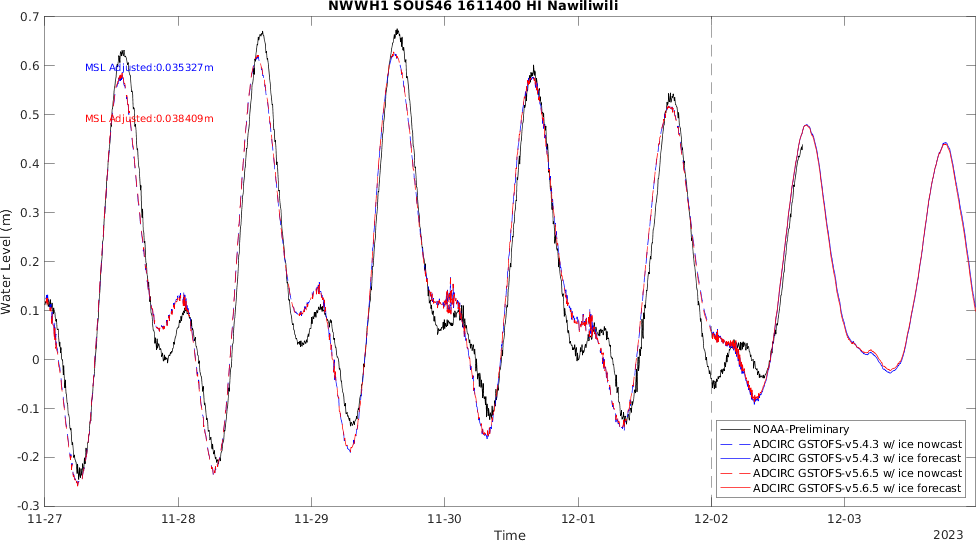 NWWH1 SOUS46 1611400 HI Nawiliwili
0.7
0.6
0.5
0.4
0.3
0.2
0.1
0
-0.1
-0.2
-0.3
Water Level (m)
MSL Adjusted:0.035327m
MSL Adjusted:0.038409m
NOAA-Preliminary
ADCIRC GSTOFS-v5.4.3 w/ ice nowcast
ADCIRC GSTOFS-v5.4.3 w/ ice forecast
ADCIRC GSTOFS-v5.6.5 w/ ice nowcast
ADCIRC GSTOFS-v5.6.5 w/ ice forecast
11-27 11-28 11-29 11-30 12-01 12-02 12-03
Time
2023